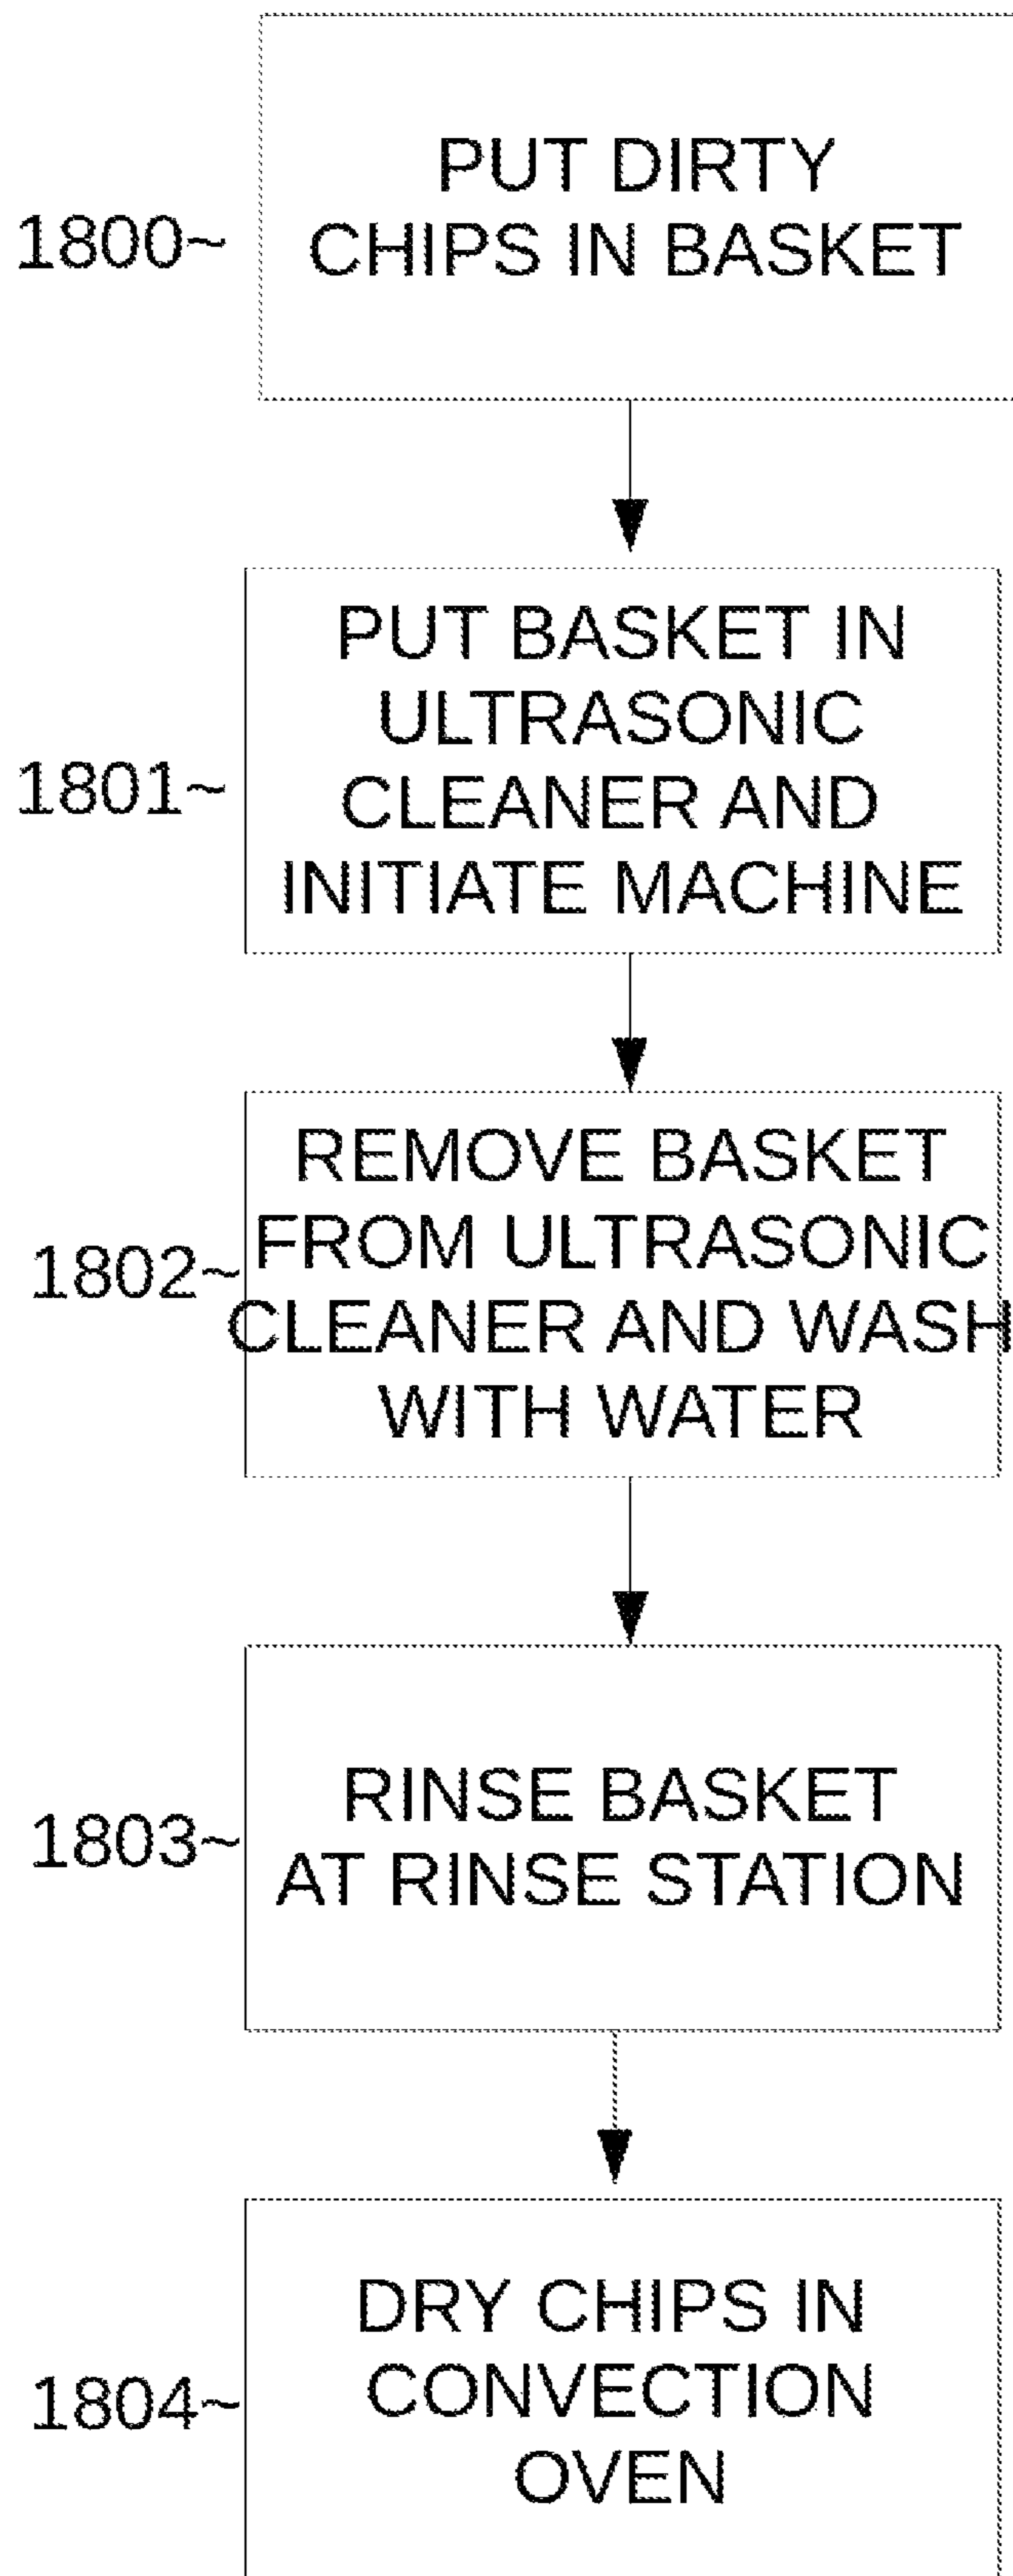 PUT DIRTY
CHIPS IN BASKET
1800~
PUT BASKET IN
ULTRASONIC
CLEANER AND
INITIATE MACHINE
1801~
REMOVE BASKET
FROM ULTRASONIC
CLEANER AND WASH
WITH WATER
1802~
RINSE BASKET
AT RINSE STATION
1803~
DRY CHIPS IN
CONVECTION
OVEN
1804~